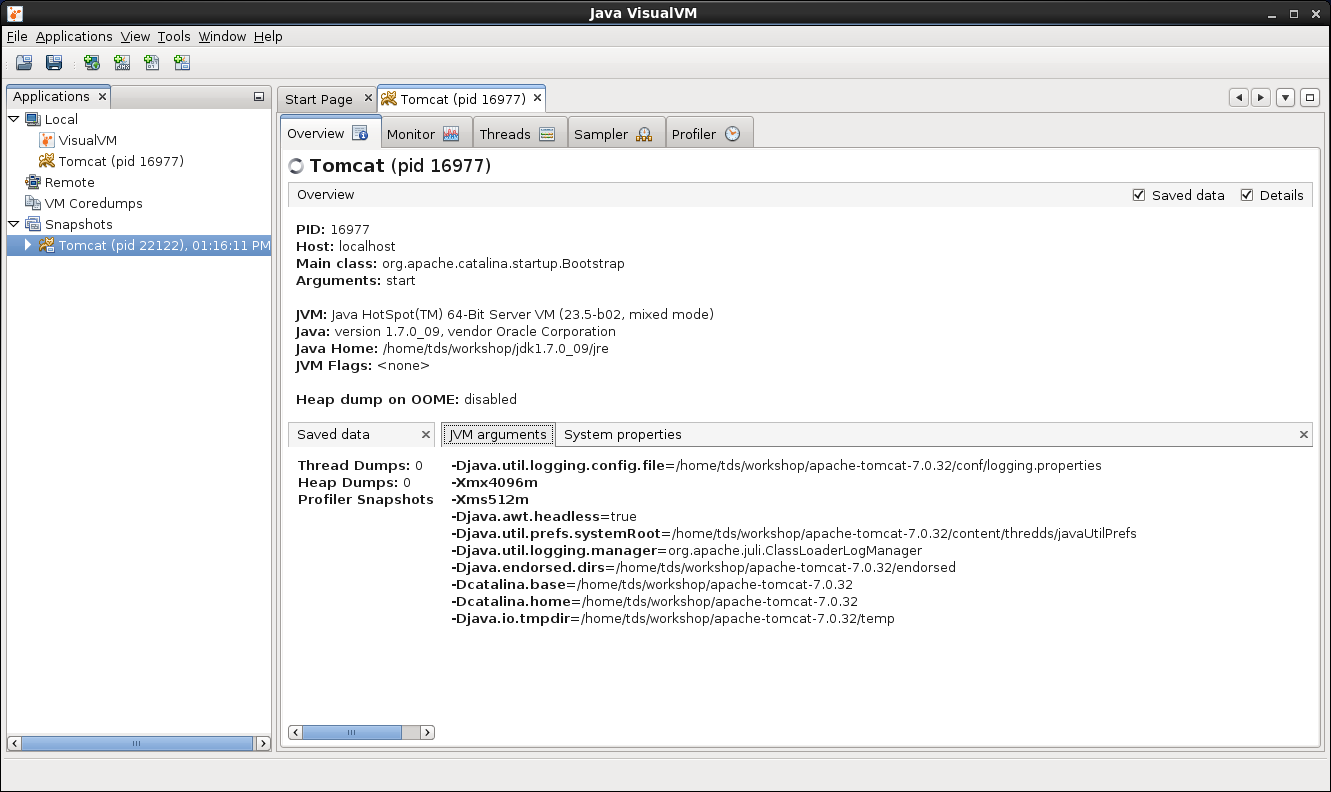 Java VisualVM
File Applications View Tools Window Help
Applications
Local
VisualVM
Tomcat (pid 16977)
Remote
VM Coredumps
Snapshots
Tomcat (pid 22122), 01:16:11 PM
Start Page
Tomcat (pid 16977)
Overview
Monitor
Threads
Sampler
Profiler
Tomcat (pid 16977)
Overview
Saved data
Details
PID: 16977
Host: localhost
Main class: org.apache.catalina.startup.Bootstrap
Arguments: start
JVM: Java HotSpot(TM) 64-Bit Server VM (23.5-b02, mixed mode)
Java: version 1.7.0_09, vendor Oracle Corporation
Java Home: /home/tds/workshop/jdk1.7.0_09/jre
JVM Flags: <none>
Heap dump on OOME: disabled
Saved data
Thread Dumps: 0
Heap Dumps: 0
Profiler Snapshots
JVM arguments
System properties
-Djava.util.logging.config.file=/home/tds/workshop/apache-tomcat-7.0.32/conf/logging.properties
-Xmx4096m
-Xms512m
-Djava.awt.headless=true
-Djava.util.prefs.systemRoot=/home/tds/workshop/apache-tomcat-7.0.32/content/thredds/javaUtilPrefs
-Djava.util.logging.manager=org.apache.juli.ClassLoaderLogManager
-Djava.endorsed.dirs=/home/tds/workshop/apache-tomcat-7.0.32/endorsed
-Dcatalina.base=/home/tds/workshop/apache-tomcat-7.0.32
-Dcatalina.home=/home/tds/workshop/apache-tomcat-7.0.32
-Djava.io.tmpdir=/home/tds/workshop/apache-tomcat-7.0.32/temp